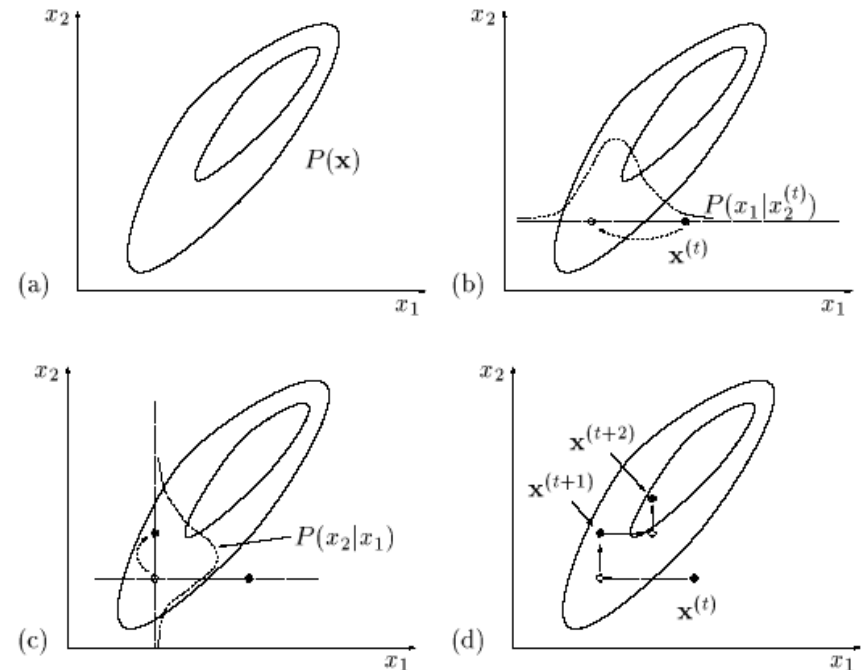 x₂
P(x)
(a)
x₁
x₂
P(x₁|x₂⁽ᵗ⁾)
x⁽ᵗ⁾
(b)
x₁
x₂
P(x₂|x₁)
(c)
x₁
x₂
x⁽ᵗ⁺²⁾
x⁽ᵗ⁺¹⁾
x⁽ᵗ⁾
(d)
x₁